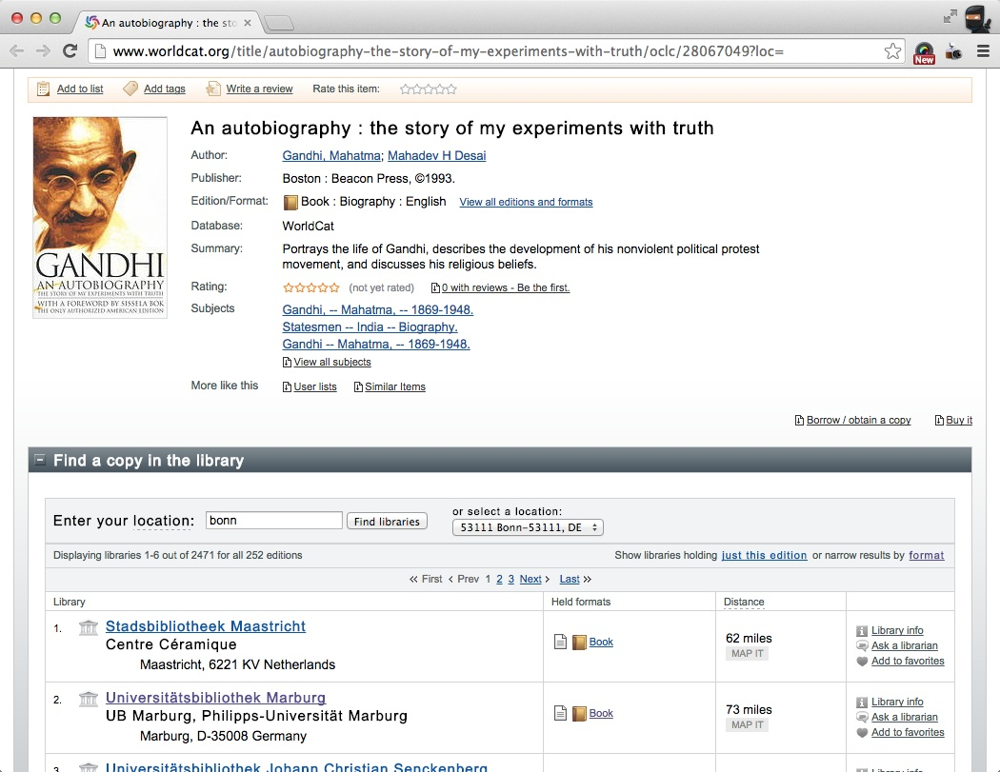 An autobiography : the sto
www.worldcat.org/title/autobiography-the-story-of-my-experiments-with-truth/oclc/28067049?loc=
New
Add to list Add tags Write a review Rate this item:
An autobiography : the story of my experiments with truth
Author: Gandhi, Mahatma; Mahadev H Desai
Publisher: Boston : Beacon Press, ©1993.
Edition/Format: Book : Biography : English View all editions and formats
Database: WorldCat
Summary: Portrays the life of Gandhi, describes the development of his nonviolent political protest
movement, and discusses his religious beliefs.
Rating: (not yet rated) 0 with reviews - Be the first.
Subjects Gandhi, -- Mahatma, -- 1869-1948.
Statesmen -- India -- Biography.
Gandhi -- Mahatma, -- 1869-1948.
View all subjects
More like this User lists Similar Items
GANDHI
AN AUTOBIOGRAPHY
THE STORY OF MY EXPERIMENTS WITH TRUTH
WITH A FOREWORD BY SISSELA BOK
THE ONLY AUTHORIZED AMERICAN EDITION
Borrow / obtain a copy Buy it
Find a copy in the library
Enter your location: bonn Find libraries
or select a location:
53111 Bonn-53111, DE
Displaying libraries 1-6 out of 2471 for all 252 editions
Show libraries holding just this edition or narrow results by format
« First ‹ Prev 1 2 3 Next › Last »
Library Held formats Distance
1. Stadsbibliotheek Maastricht
Centre Céramique
Maastricht, 6221 KV Netherlands
Book
62 miles
MAP IT
Library info
Ask a librarian
Add to favorites
2. Universitätsbibliothek Marburg
UB Marburg, Philipps-Universität Marburg
Marburg, D-35008 Germany
Book
73 miles
MAP IT
Library info
Ask a librarian
Add to favorites
3. Universitätsbibliothek Johann Christian Senckenberg
Library info